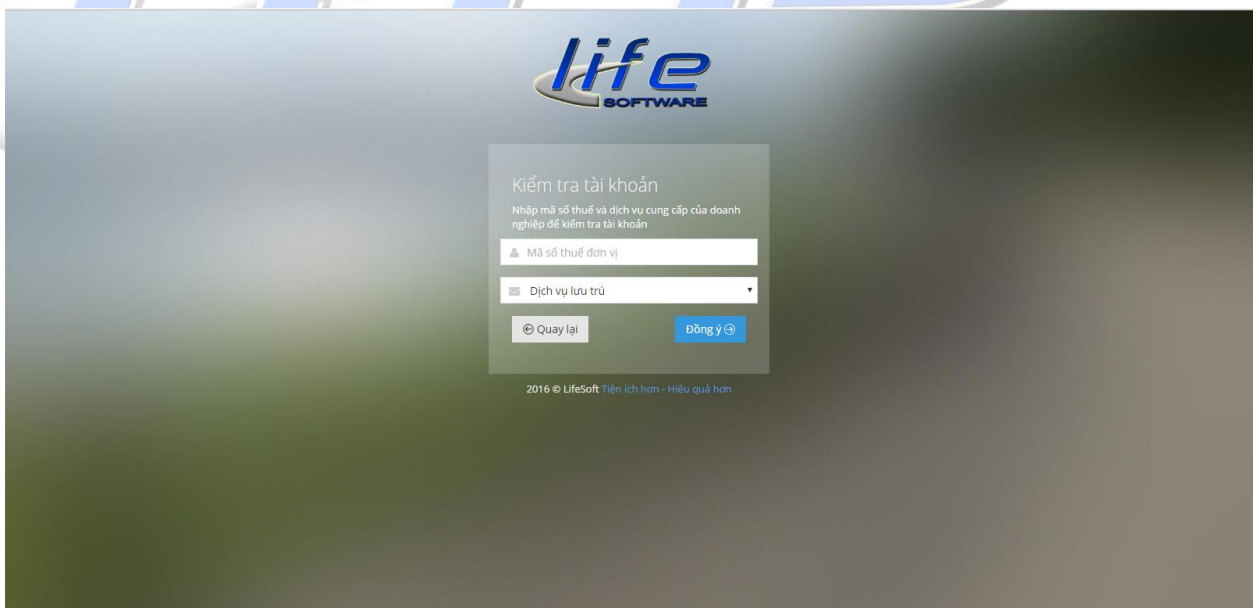 life
SOFTWARE
Kiểm tra tài khoản
Nhập mã số thuế và dịch vụ cung cấp của doanh
nghiệp để kiểm tra tài khoản
Mã số thuế đơn vị
Dịch vụ lưu trú
Quay lại
Đồng ý
2016 © LifeSoft Tiện ích hơn - Hiệu quả hơn